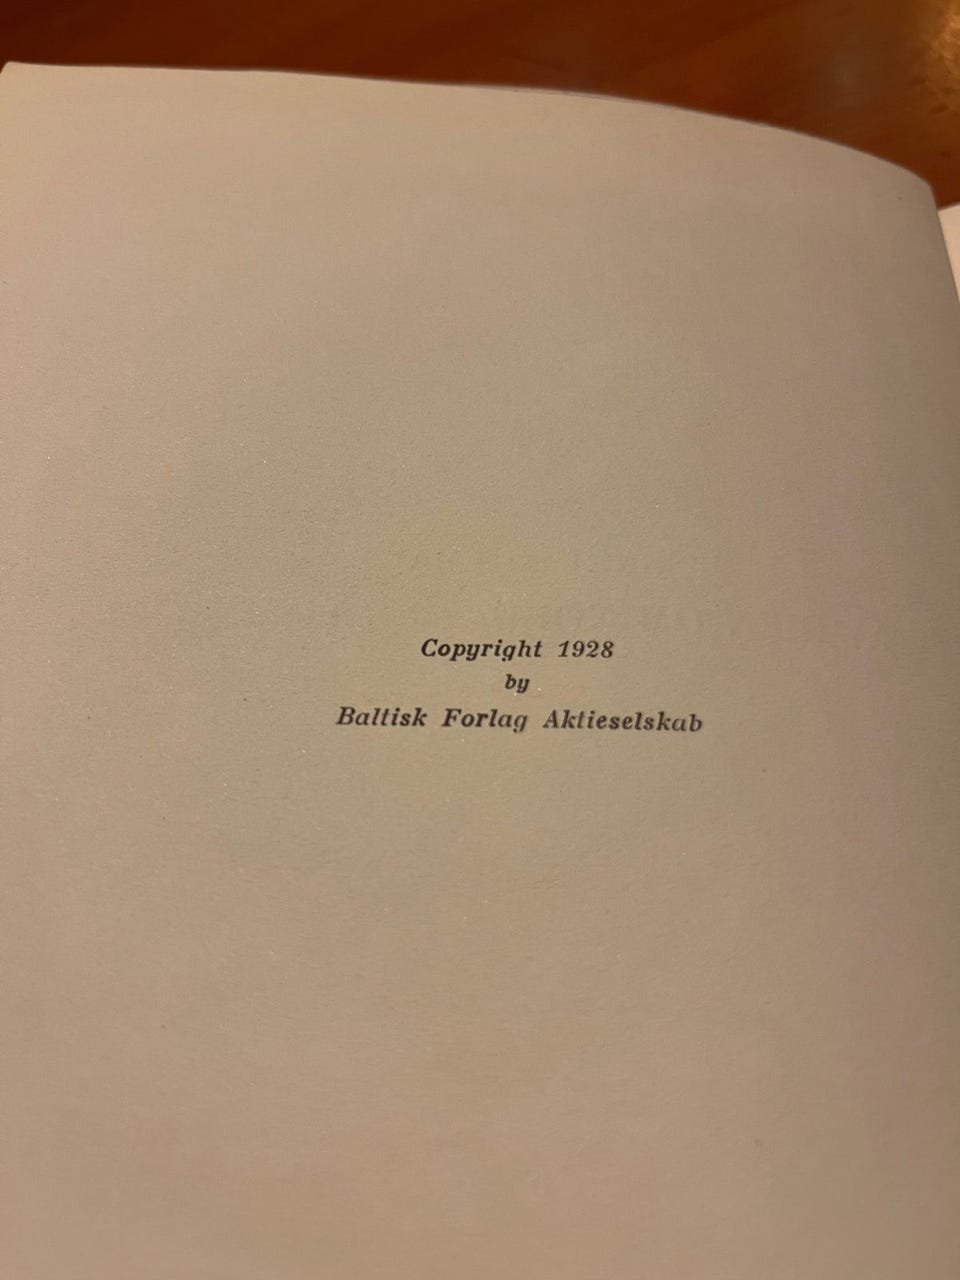 Copyright 1928
by
Baltisk Forlag Aktieselskab